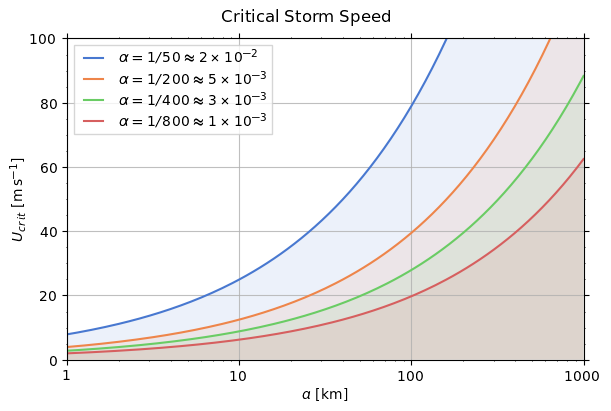 Critical Storm Speed
α = 1/50 ≈ 2 × 10⁻²
α = 1/200 ≈ 5 × 10⁻³
α = 1/400 ≈ 3 × 10⁻³
α = 1/800 ≈ 1 × 10⁻³
U_crit [m s⁻¹]
100
80
60
40
20
0
1
10
100
1000
α [km]